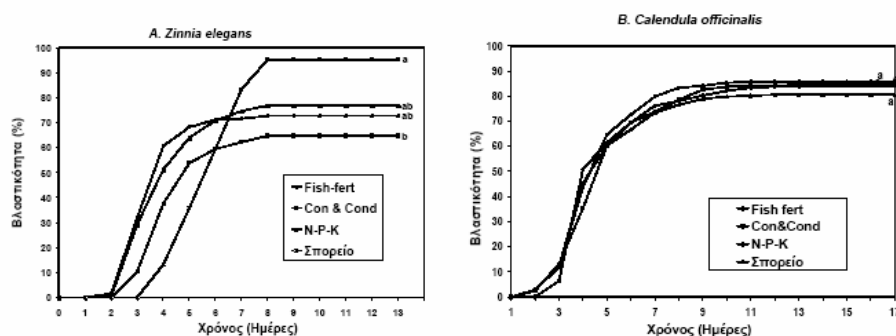 A. Zinnia elegans
Βλαστικότητα (%)
100
90
80
70
60
50
40
30
20
10
0
a
ab
ab
b
Fish-fert
Con & Cond
N-P-K
Σπορείο
0 1 2 3 4 5 6 7 8 9 10 11 12 13
Χρόνος (Ημέρες)
B. Calendula officinalis
Βλαστικότητα (%)
100
90
80
70
60
50
40
30
20
10
0
a
a
Fish fert
Con&Cond
N-P-K
Σπορείο
1 3 5 7 9 11 13 15 17
Χρόνος (Ημέρες)